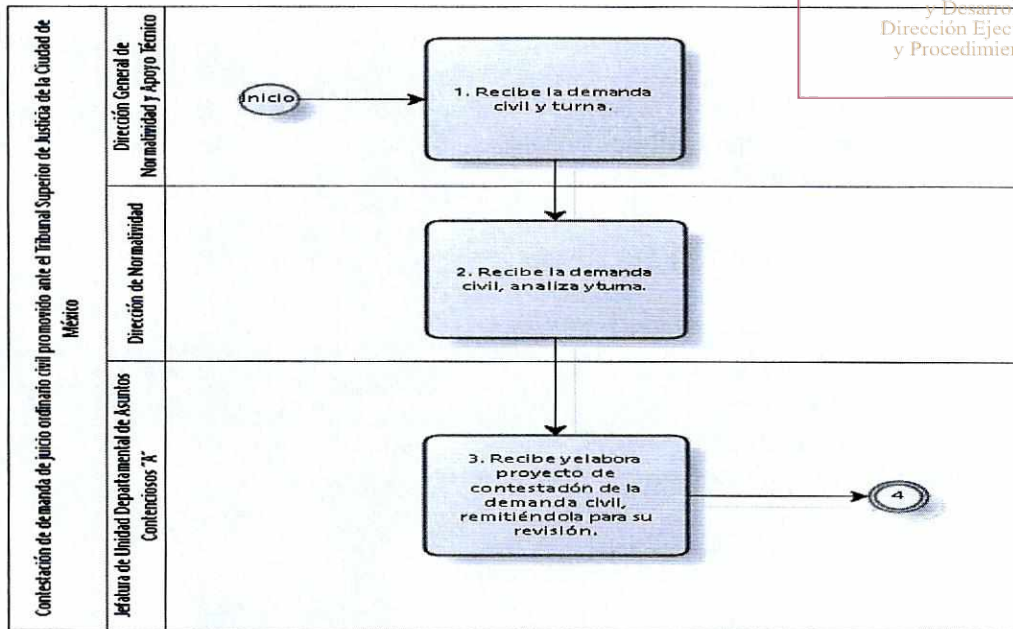 y Desarro
Dirección Ejec
y Procedimien
Contestación de demanda de juicio ordinario civil promovido ante el Tribunal Superior de Justicia de la Ciudad de
México
Dirección General de
Normatividad y Apoyo Técnico
Inicio
1. Recibe la demanda
civil y turna.
Dirección de Normatividad
2. Recibe la demanda
civil, analiza y turna.
Jefatura de Unidad Departamental de Asuntos
Contenciosos "A"
3. Recibe y elabora
proyecto de
contestación de la
demanda civil,
remitiéndola para su
revisión.
4